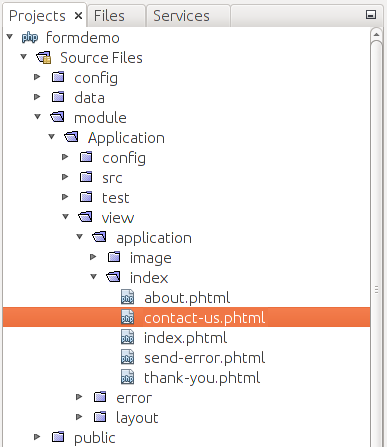 Projects Files Services
formdemo
Source Files
config
data
module
Application
config
src
test
view
application
image
index
about.phtml
contact-us.phtml
index.phtml
send-error.phtml
thank-you.phtml
error
layout
public